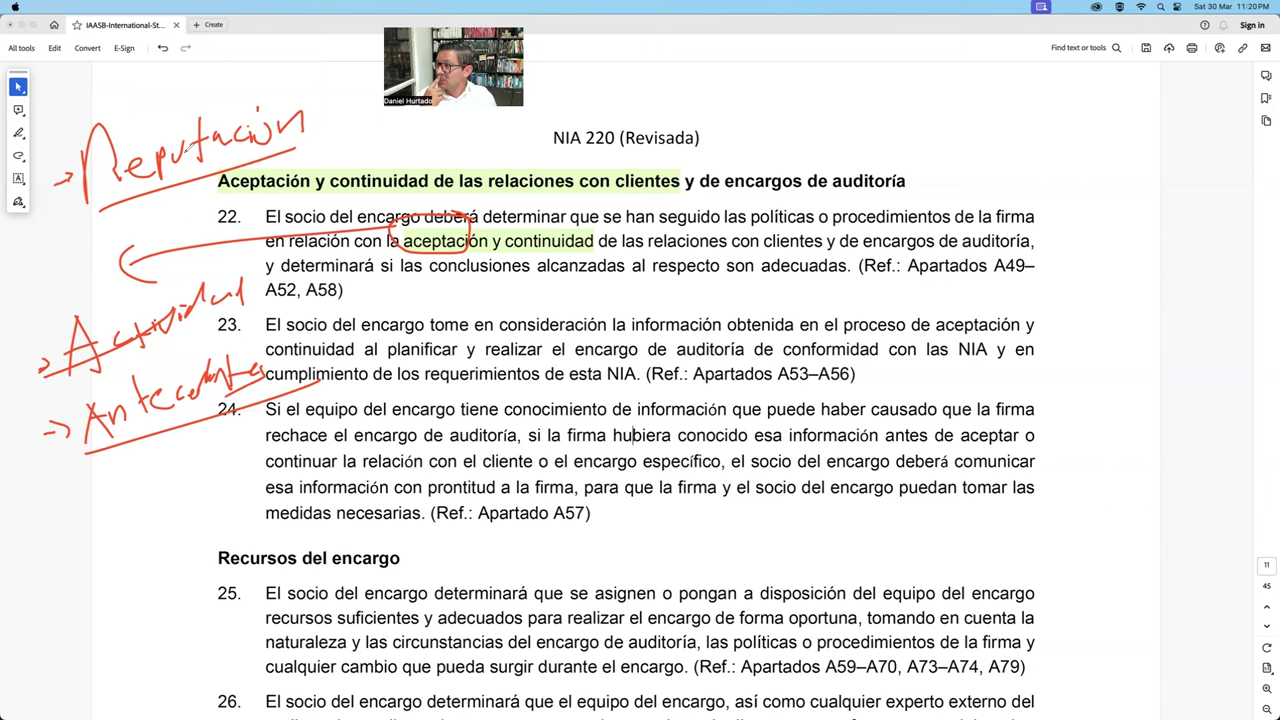 Sat 30 Mar 11:20 PM
IAASB-International-St... × + Create
Sign in
All tools Edit Convert E-Sign
Find text or tools
Daniel Hurtado
Reputación
NIA 220 (Revisada)
Aceptación y continuidad de las relaciones con clientes y de encargos de auditoría
22. El socio del encargo deberá determinar que se han seguido las políticas o procedimientos de la firma
en relación con la aceptación y continuidad de las relaciones con clientes y de encargos de auditoría,
y determinará si las conclusiones alcanzadas al respecto son adecuadas. (Ref.: Apartados A49–
A52, A58)
Actividad
23. El socio del encargo tome en consideración la información obtenida en el proceso de aceptación y
continuidad al planificar y realizar el encargo de auditoría de conformidad con las NIA y en
cumplimiento de los requerimientos de esta NIA. (Ref.: Apartados A53–A56)
Antecedentes
24. Si el equipo del encargo tiene conocimiento de información que puede haber causado que la firma
rechace el encargo de auditoría, si la firma hubiera conocido esa información antes de aceptar o
continuar la relación con el cliente o el encargo específico, el socio del encargo deberá comunicar
esa información con prontitud a la firma, para que la firma y el socio del encargo puedan tomar las
medidas necesarias. (Ref.: Apartado A57)
Recursos del encargo
25. El socio del encargo determinará que se asignen o pongan a disposición del equipo del encargo
recursos suficientes y adecuados para realizar el encargo de forma oportuna, tomando en cuenta la
naturaleza y las circunstancias del encargo de auditoría, las políticas o procedimientos de la firma y
cualquier cambio que pueda surgir durante el encargo. (Ref.: Apartados A59–A70, A73–A74, A79)
26. El socio del encargo determinará que el equipo del encargo, así como cualquier experto externo del
11
45